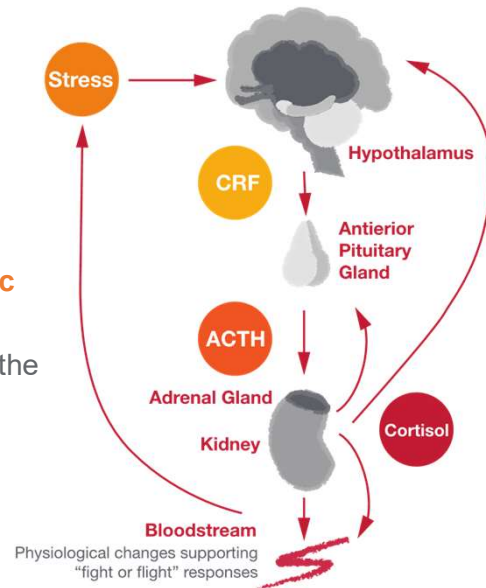 Stress
Hypothalamus
CRF
Antierior
Pituitary
Gland
c
the
ACTH
Adrenal Gland
Kidney
Cortisol
Bloodstream
Physiological changes supporting
“fight or flight” responses